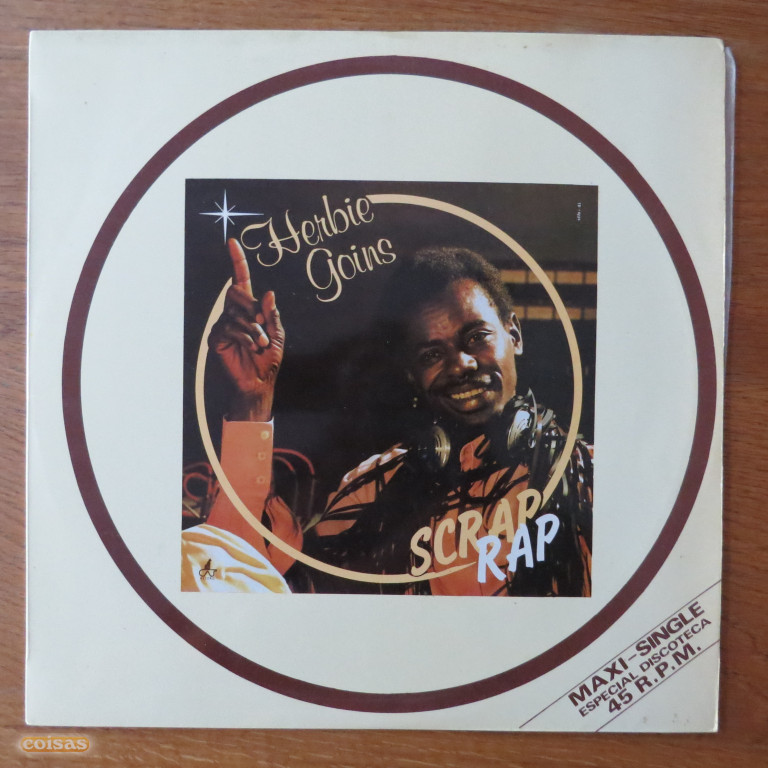 Herbie
Goins
SCRAP
RAP
MAXI-SINGLE
ESPECIAL DISCOTECA
45 R.P.M.
coisas